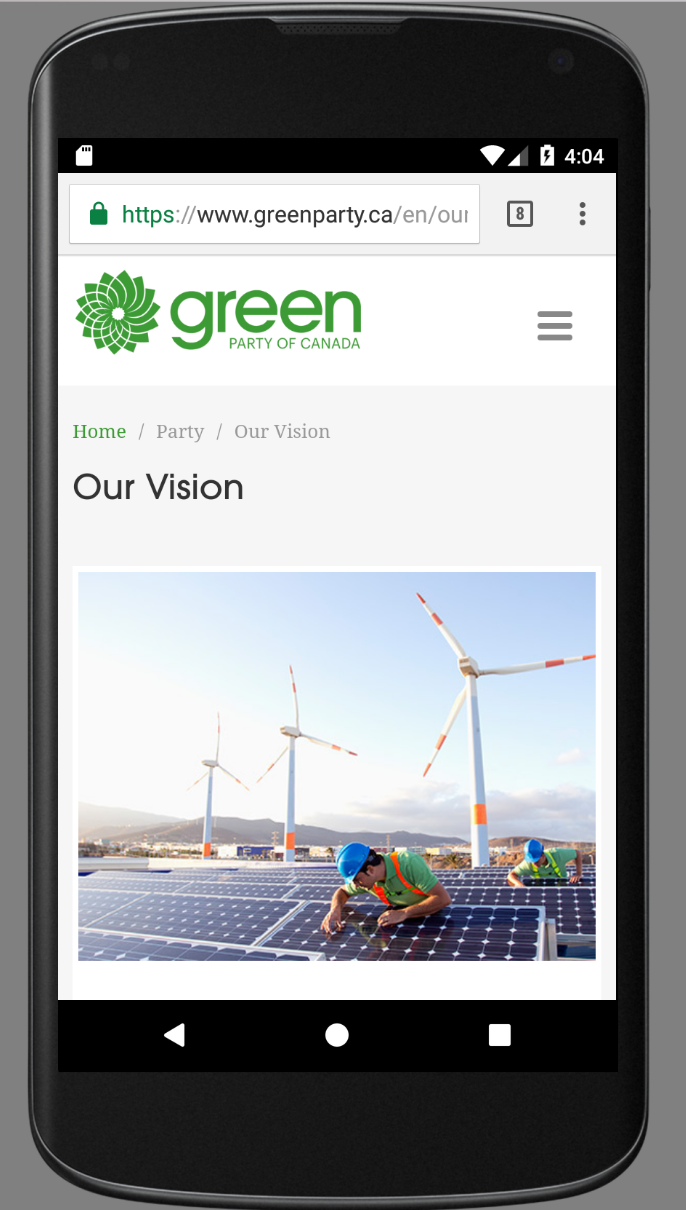 4:04
https://www.greenparty.ca/en/our
8
green
PARTY OF CANADA
Home / Party / Our Vision
Our Vision